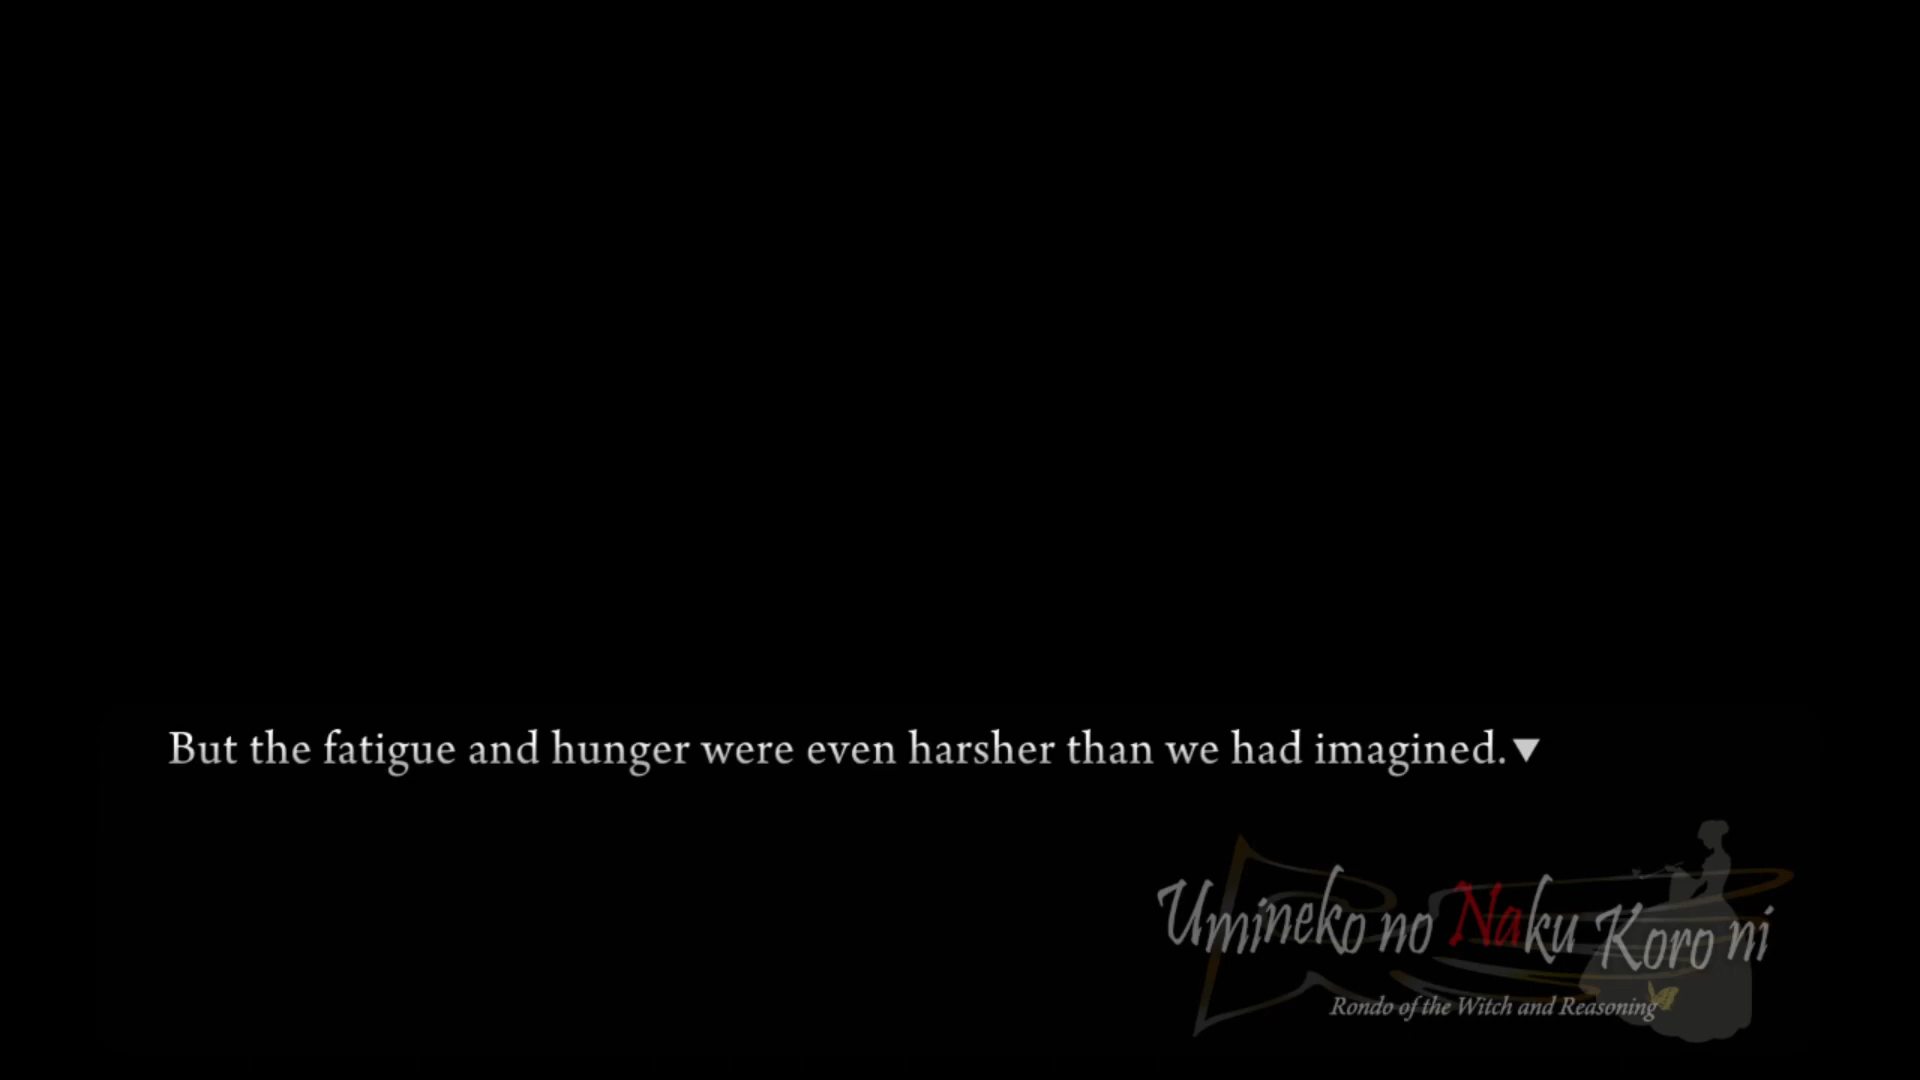 But the fatigue and hunger were even harsher than we had imagined.
Umineko no Naku Koro ni
Rondo of the Witch and Reasoning